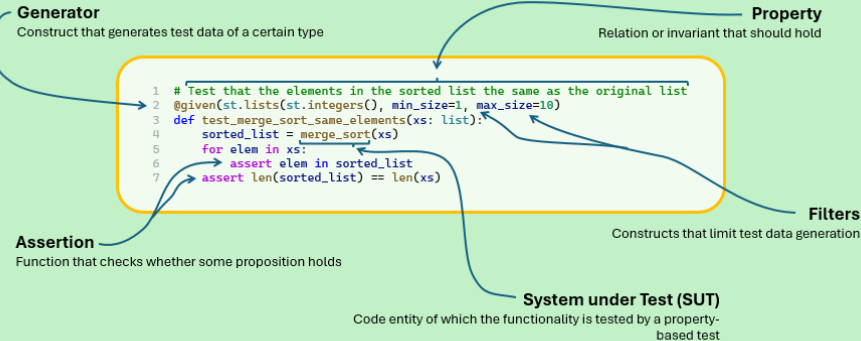 Generator
Construct that generates test data of a certain type
Property
Relation or invariant that should hold
1 # Test that the elements in the sorted list the same as the original list
2 @given(st.lists(st.integers(), min_size=1, max_size=10)
3 def test_merge_sort_same_elements(xs: list):
4     sorted_list = merge_sort(xs)
5     for elem in xs:
6         assert elem in sorted_list
7     assert len(sorted_list) == len(xs)
Filters
Constructs that limit test data generation
Assertion
Function that checks whether some proposition holds
System under Test (SUT)
Code entity of which the functionality is tested by a property-
based test